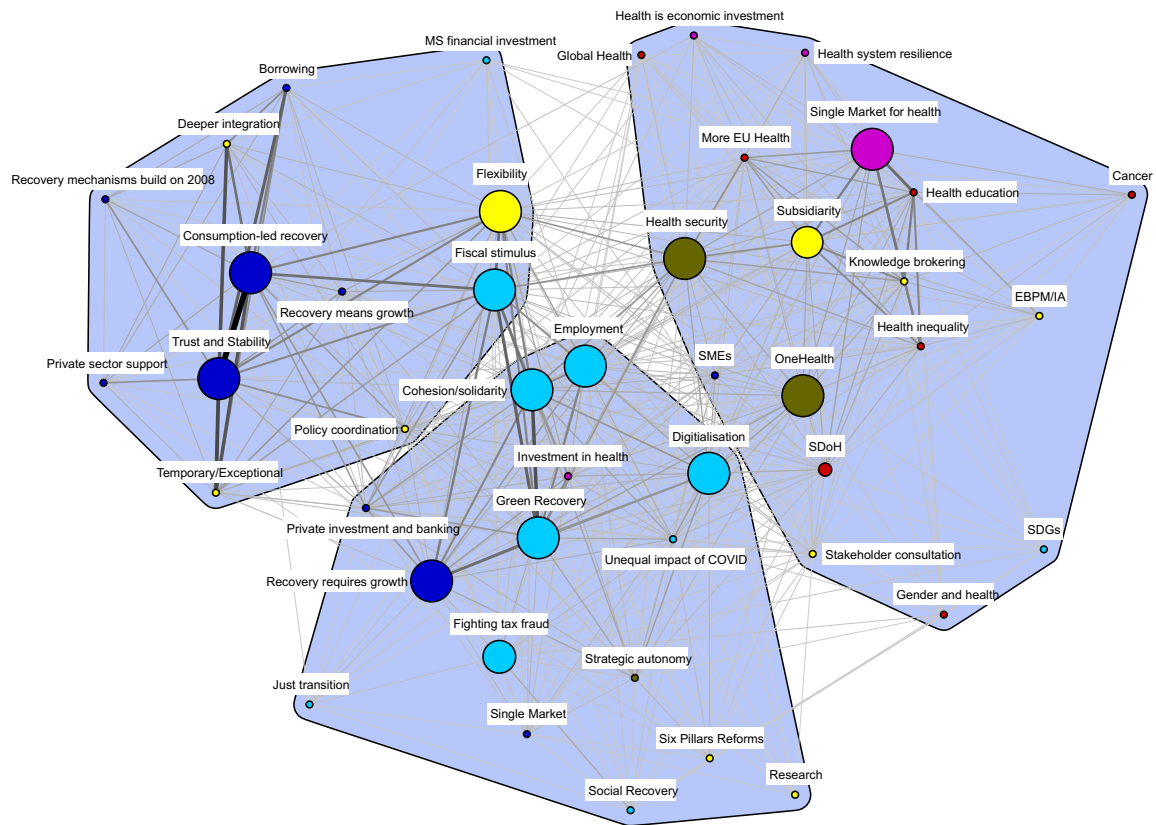 Health is economic investment
MS financial investment
Global Health
Health system resilience
Borrowing
Deeper integration
Single Market for health
More EU Health
Recovery mechanisms build on 2008
Flexibility
Cancer
Health education
Consumption-led recovery
Subsidiarity
Health security
Fiscal stimulus
Knowledge brokering
Recovery means growth
EBPM/IA
Trust and Stability
Employment
Health inequality
Private sector support
SMEs
OneHealth
Cohesion/solidarity
Policy coordination
Digitialisation
SDoH
Investment in health
Temporary/Exceptional
Green Recovery
Private investment and banking
SDGs
Unequal impact of COVID
Stakeholder consultation
Recovery requires growth
Gender and health
Fighting tax fraud
Strategic autonomy
Just transition
Single Market
Six Pillars Reforms
Research
Social Recovery